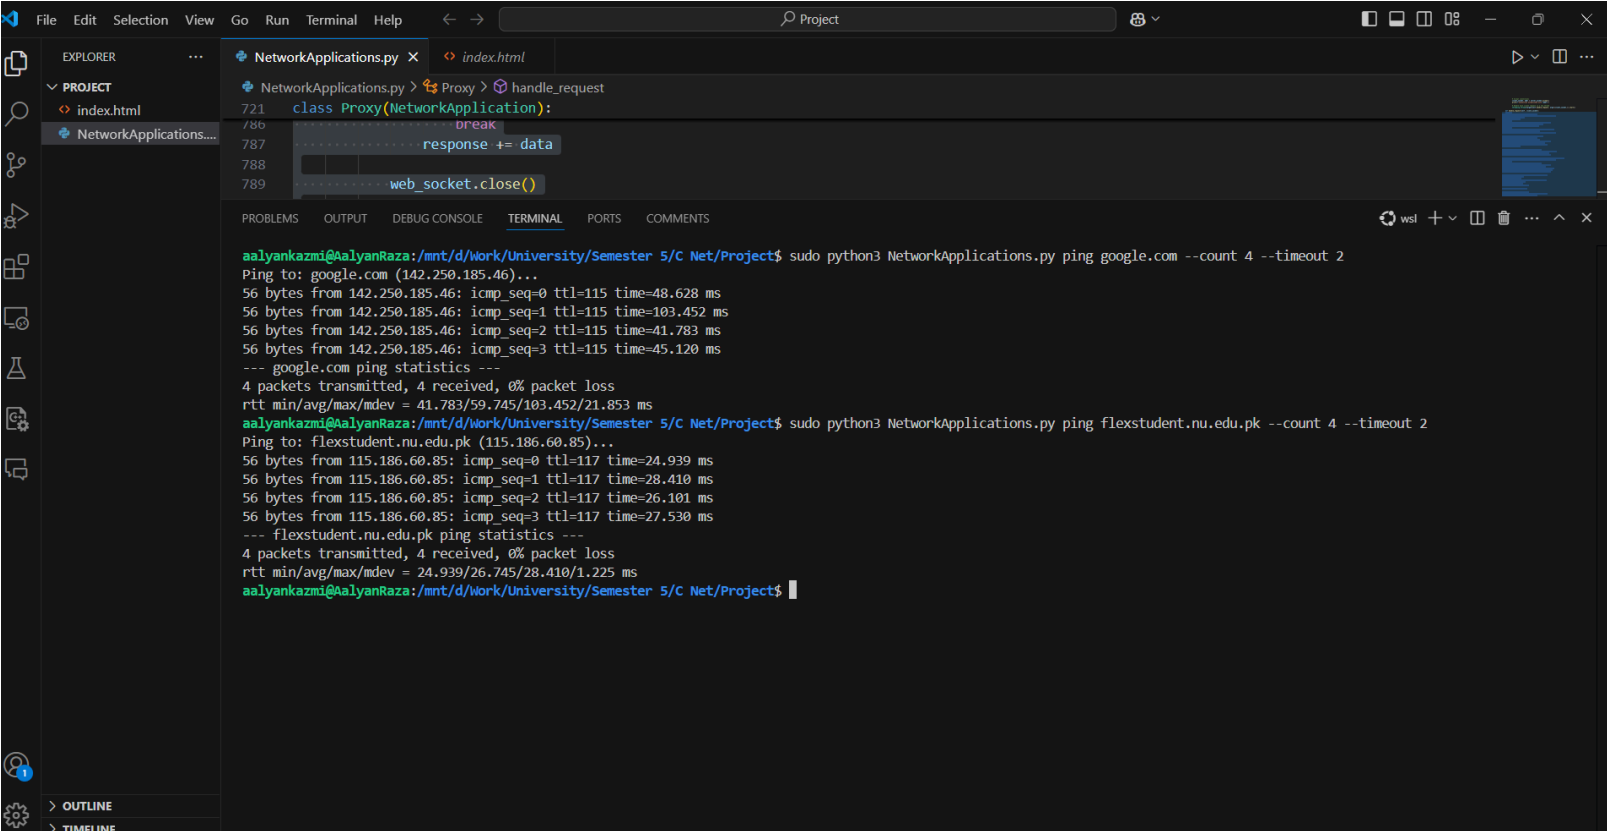 File Edit Selection View Go Run Terminal Help
Project
EXPLORER
NetworkApplications.py
index.html
PROJECT
index.html
NetworkApplications....
NetworkApplications.py > Proxy > handle_request
721 class Proxy(NetworkApplication):
786 break
787 response += data
788
789 web_socket.close()
PROBLEMS OUTPUT DEBUG CONSOLE TERMINAL PORTS COMMENTS
wsl
aalyankazmi@AalyanRaza:/mnt/d/Work/University/Semester 5/C Net/Project$ sudo python3 NetworkApplications.py ping google.com --count 4 --timeout 2
Ping to: google.com (142.250.185.46)...
56 bytes from 142.250.185.46: icmp_seq=0 ttl=115 time=48.628 ms
56 bytes from 142.250.185.46: icmp_seq=1 ttl=115 time=103.452 ms
56 bytes from 142.250.185.46: icmp_seq=2 ttl=115 time=41.783 ms
56 bytes from 142.250.185.46: icmp_seq=3 ttl=115 time=45.120 ms
--- google.com ping statistics ---
4 packets transmitted, 4 received, 0% packet loss
rtt min/avg/max/mdev = 41.783/59.745/103.452/21.853 ms
aalyankazmi@AalyanRaza:/mnt/d/Work/University/Semester 5/C Net/Project$ sudo python3 NetworkApplications.py ping flexstudent.nu.edu.pk --count 4 --timeout 2
Ping to: flexstudent.nu.edu.pk (115.186.60.85)...
56 bytes from 115.186.60.85: icmp_seq=0 ttl=117 time=24.939 ms
56 bytes from 115.186.60.85: icmp_seq=1 ttl=117 time=28.410 ms
56 bytes from 115.186.60.85: icmp_seq=2 ttl=117 time=26.101 ms
56 bytes from 115.186.60.85: icmp_seq=3 ttl=117 time=27.530 ms
--- flexstudent.nu.edu.pk ping statistics ---
4 packets transmitted, 4 received, 0% packet loss
rtt min/avg/max/mdev = 24.939/26.745/28.410/1.225 ms
aalyankazmi@AalyanRaza:/mnt/d/Work/University/Semester 5/C Net/Project$
1
OUTLINE
TIMELINE